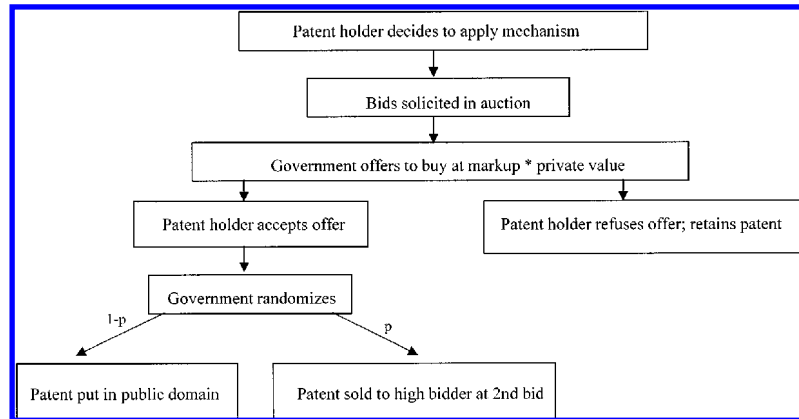 Patent holder decides to apply mechanism
Bids solicited in auction
Government offers to buy at markup * private value
Patent holder accepts offer
Patent holder refuses offer; retains patent
Government randomizes
1-p
p
Patent put in public domain
Patent sold to high bidder at 2nd bid